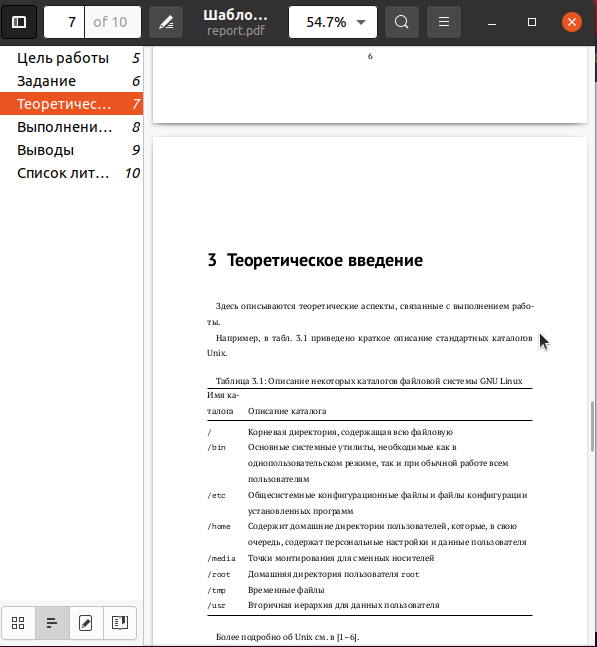 7 of 10
Шабло...
report.pdf
54.7%
Цель работы 5
Задание 6
Теоретичес... 7
Выполнени... 8
Выводы 9
Список лит... 10
6
3 Теоретическое введение
Здесь описываются теоретические аспекты, связанные с выполнением рабо-
ты.
Например, в табл. 3.1 приведено краткое описание стандартных каталогов
Unix.
Таблица 3.1: Описание некоторых каталогов файловой системы GNU Linux
Имя ка-
талога Описание каталога
/ Корневая директория, содержащая всю файловую
/bin Основные системные утилиты, необходимые как в
однопользовательском режиме, так и при обычной работе всем
пользователям
/etc Общесистемные конфигурационные файлы и файлы конфигурации
установленных программ
/home Содержит домашние директории пользователей, которые, в свою
очередь, содержат персональные настройки и данные пользователя
/media Точки монтирования для сменных носителей
/root Домашняя директория пользователя root
/tmp Временные файлы
/usr Вторичная иерархия для данных пользователя
Более подробно об Unix см. в [1–6].